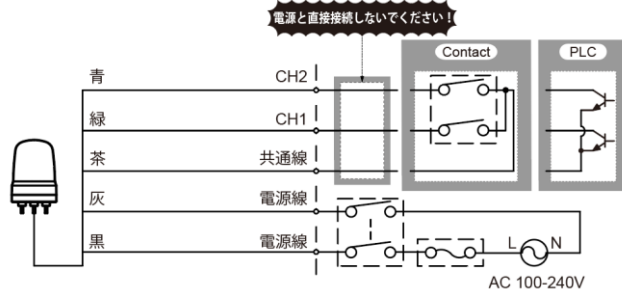 電源と直接接続しないでください!
Contact
PLC
青 CH2
緑 CH1
茶 共通線
灰 電源線
黒 電源線
L N
AC 100-240V